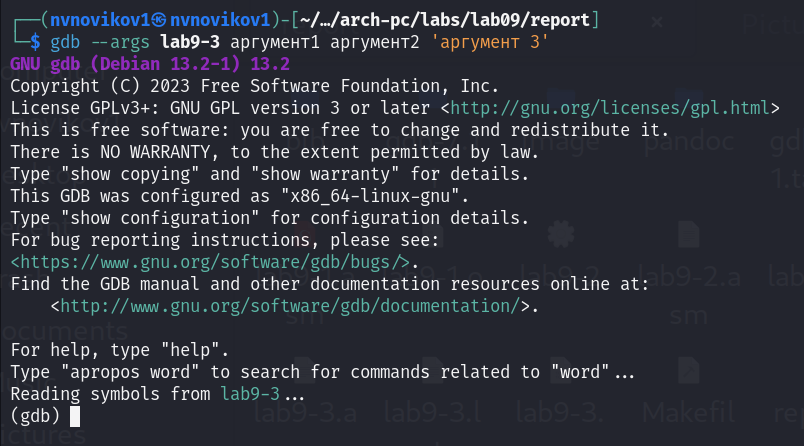 ┌──(nvnovikov1㉿nvnovikov1)-[~/…/arch-pc/labs/lab09/report]
└─$ gdb --args lab9-3 аргумент1 аргумент2 'аргумент 3'
GNU gdb (Debian 13.2-1) 13.2
Copyright (C) 2023 Free Software Foundation, Inc.
License GPLv3+: GNU GPL version 3 or later <http://gnu.org/licenses/gpl.html>
This is free software: you are free to change and redistribute it.
There is NO WARRANTY, to the extent permitted by law.
Type "show copying" and "show warranty" for details.
This GDB was configured as "x86_64-linux-gnu".
Type "show configuration" for configuration details.
For bug reporting instructions, please see:
<https://www.gnu.org/software/gdb/bugs/>.
Find the GDB manual and other documentation resources online at:
    <http://www.gnu.org/software/gdb/documentation/>.

For help, type "help".
Type "apropos word" to search for commands related to "word"...
Reading symbols from lab9-3...
(gdb)